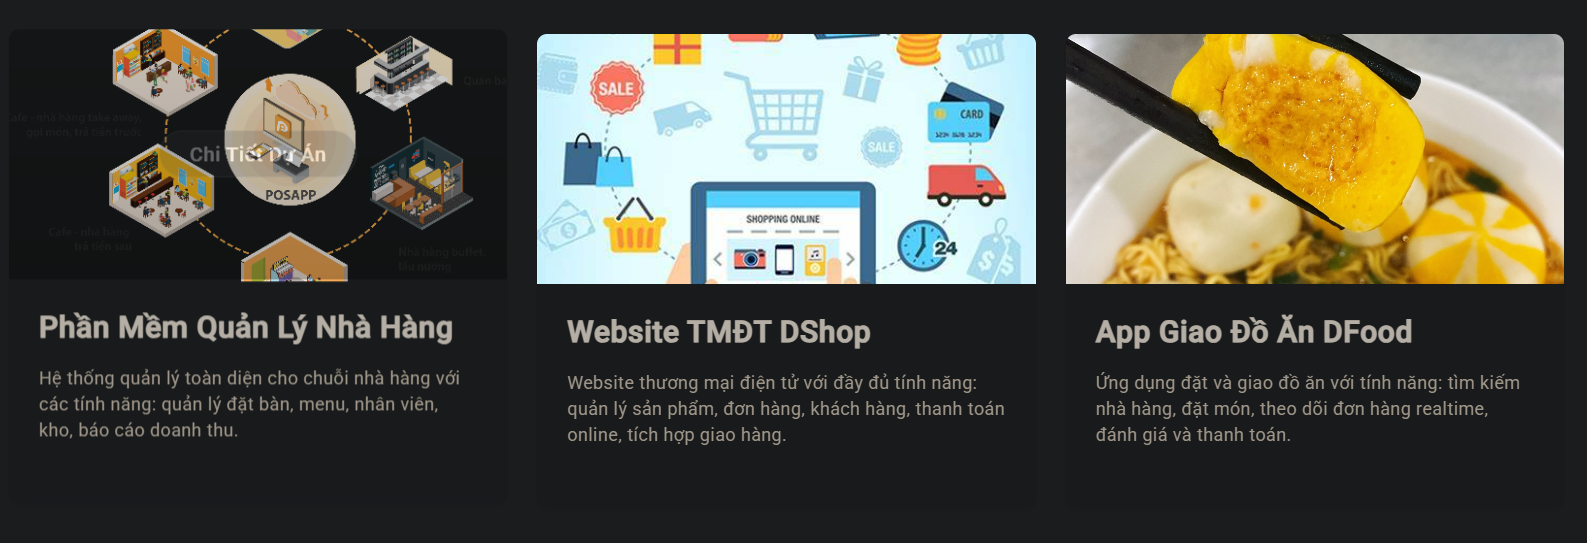 Quán ba
Cafe - nhà hàng take away,
gọi món, trả tiền trước
Chi Tiết Dự Án
POSAPP
Cafe - nhà hàng
trả tiền sau
Nhà hàng buffet,
lẩu nướng
Phần Mềm Quản Lý Nhà Hàng
Hệ thống quản lý toàn diện cho chuỗi nhà hàng với
các tính năng: quản lý đặt bàn, menu, nhân viên,
kho, báo cáo doanh thu.
SALE
CARD
1234 5678 1234
SALE
SHOPPING ONLINE
24
Website TMĐT DShop
Website thương mại điện tử với đầy đủ tính năng:
quản lý sản phẩm, đơn hàng, khách hàng, thanh toán
online, tích hợp giao hàng.
App Giao Đồ Ăn DFood
Ứng dụng đặt và giao đồ ăn với tính năng: tìm kiếm
nhà hàng, đặt món, theo dõi đơn hàng realtime,
đánh giá và thanh toán.